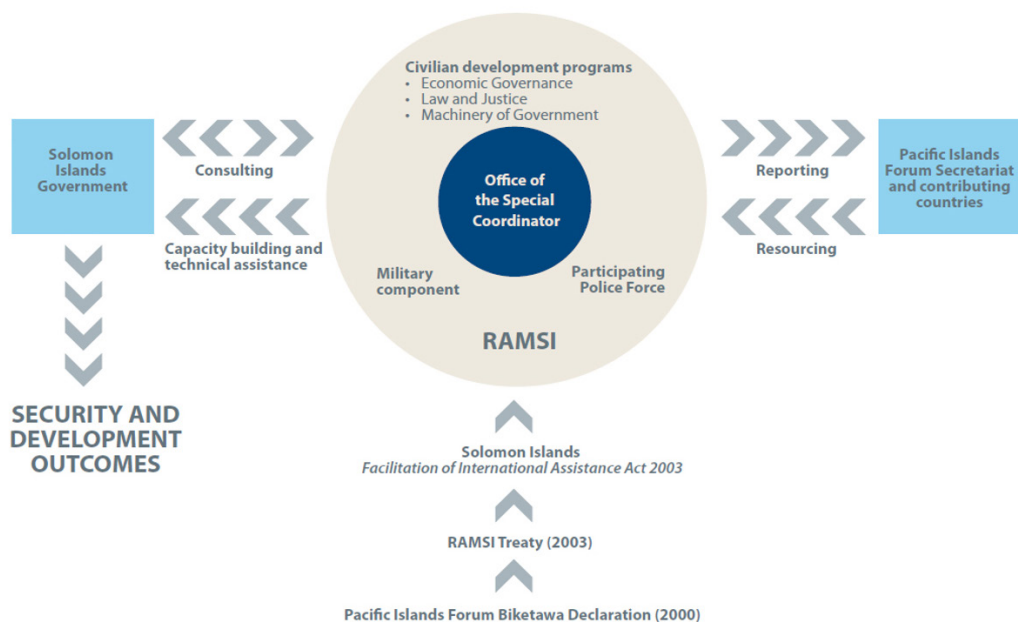 Civilian development programs
• Economic Governance
• Law and Justice
• Machinery of Government
Solomon
Islands
Government
Consulting
Capacity building and
technical assistance
Office of
the Special
Coordinator
Military
component
Participating
Police Force
RAMSI
Reporting
Resourcing
Pacific Islands
Forum Secretariat
and contributing
countries
SECURITY AND
DEVELOPMENT
OUTCOMES
Solomon Islands
Facilitation of International Assistance Act 2003
RAMSI Treaty (2003)
Pacific Islands Forum Biketawa Declaration (2000)